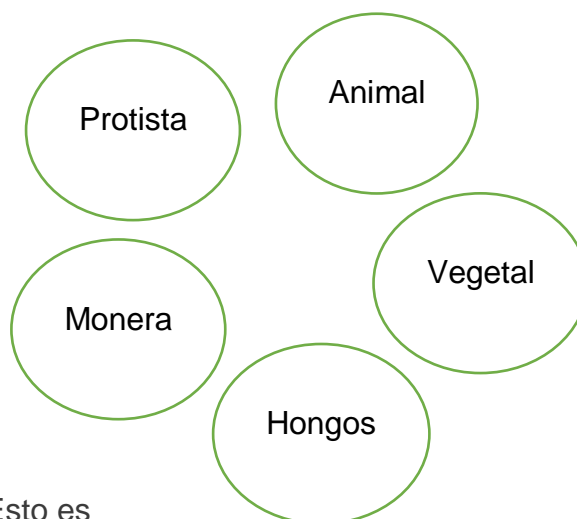 Animal
Protista
Vegetal
Monera
Hongos
Esto es